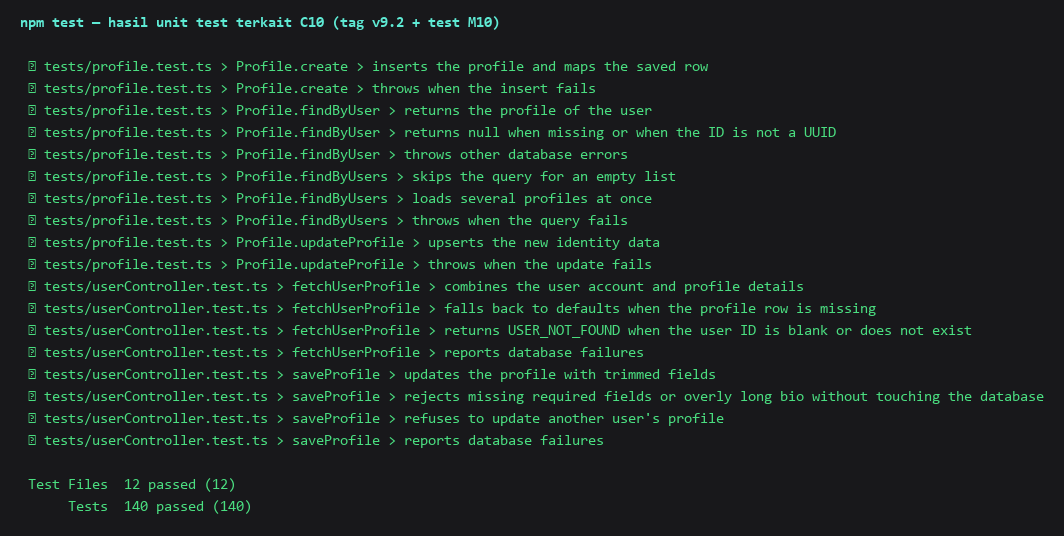 npm test — hasil unit test terkait C10 (tag v9.2 + test M10)
tests/profile.test.ts > Profile.create > inserts the profile and maps the saved row
tests/profile.test.ts > Profile.create > throws when the insert fails
tests/profile.test.ts > Profile.findByUser > returns the profile of the user
tests/profile.test.ts > Profile.findByUser > returns null when missing or when the ID is not a UUID
tests/profile.test.ts > Profile.findByUser > throws other database errors
tests/profile.test.ts > Profile.findByUsers > skips the query for an empty list
tests/profile.test.ts > Profile.findByUsers > loads several profiles at once
tests/profile.test.ts > Profile.findByUsers > throws when the query fails
tests/profile.test.ts > Profile.updateProfile > upserts the new identity data
tests/profile.test.ts > Profile.updateProfile > throws when the update fails
tests/userController.test.ts > fetchUserProfile > combines the user account and profile details
tests/userController.test.ts > fetchUserProfile > falls back to defaults when the profile row is missing
tests/userController.test.ts > fetchUserProfile > returns USER_NOT_FOUND when the user ID is blank or does not exist
tests/userController.test.ts > fetchUserProfile > reports database failures
tests/userController.test.ts > saveProfile > updates the profile with trimmed fields
tests/userController.test.ts > saveProfile > rejects missing required fields or overly long bio without touching the database
tests/userController.test.ts > saveProfile > refuses to update another user's profile
tests/userController.test.ts > saveProfile > reports database failures
Test Files  12 passed (12)
Tests  140 passed (140)